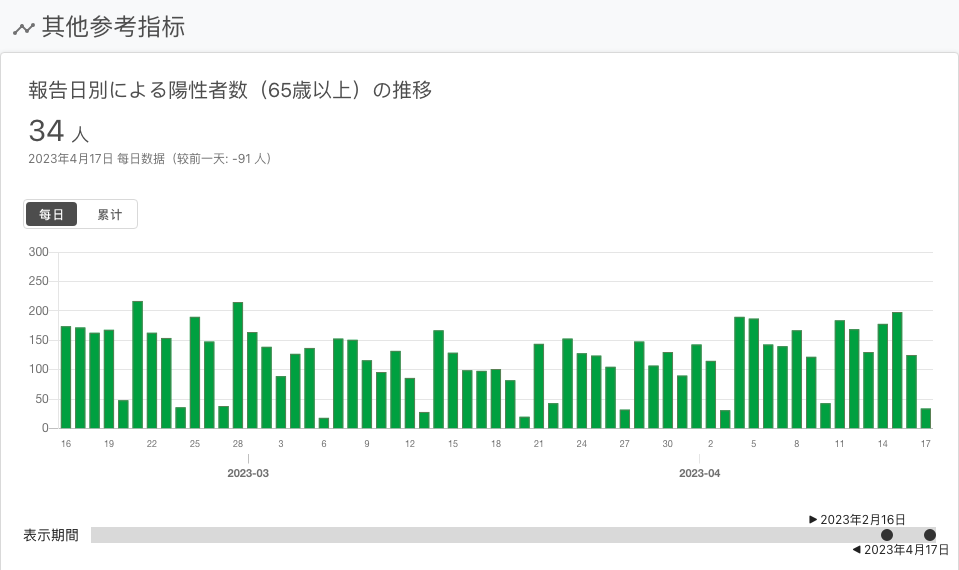 其他参考指标
報告日別による陽性者数（65歳以上）の推移
34 人
2023年4月17日 每日数据（较前一天: -91 人）
每日 累计
300
250
200
150
100
50
0
16 19 22 25 28 3 6 9 12 15 18 21 24 27 30 2 5 8 11 14 17
2023-03 2023-04
▶ 2023年2月16日
表示期間
◀ 2023年4月17日